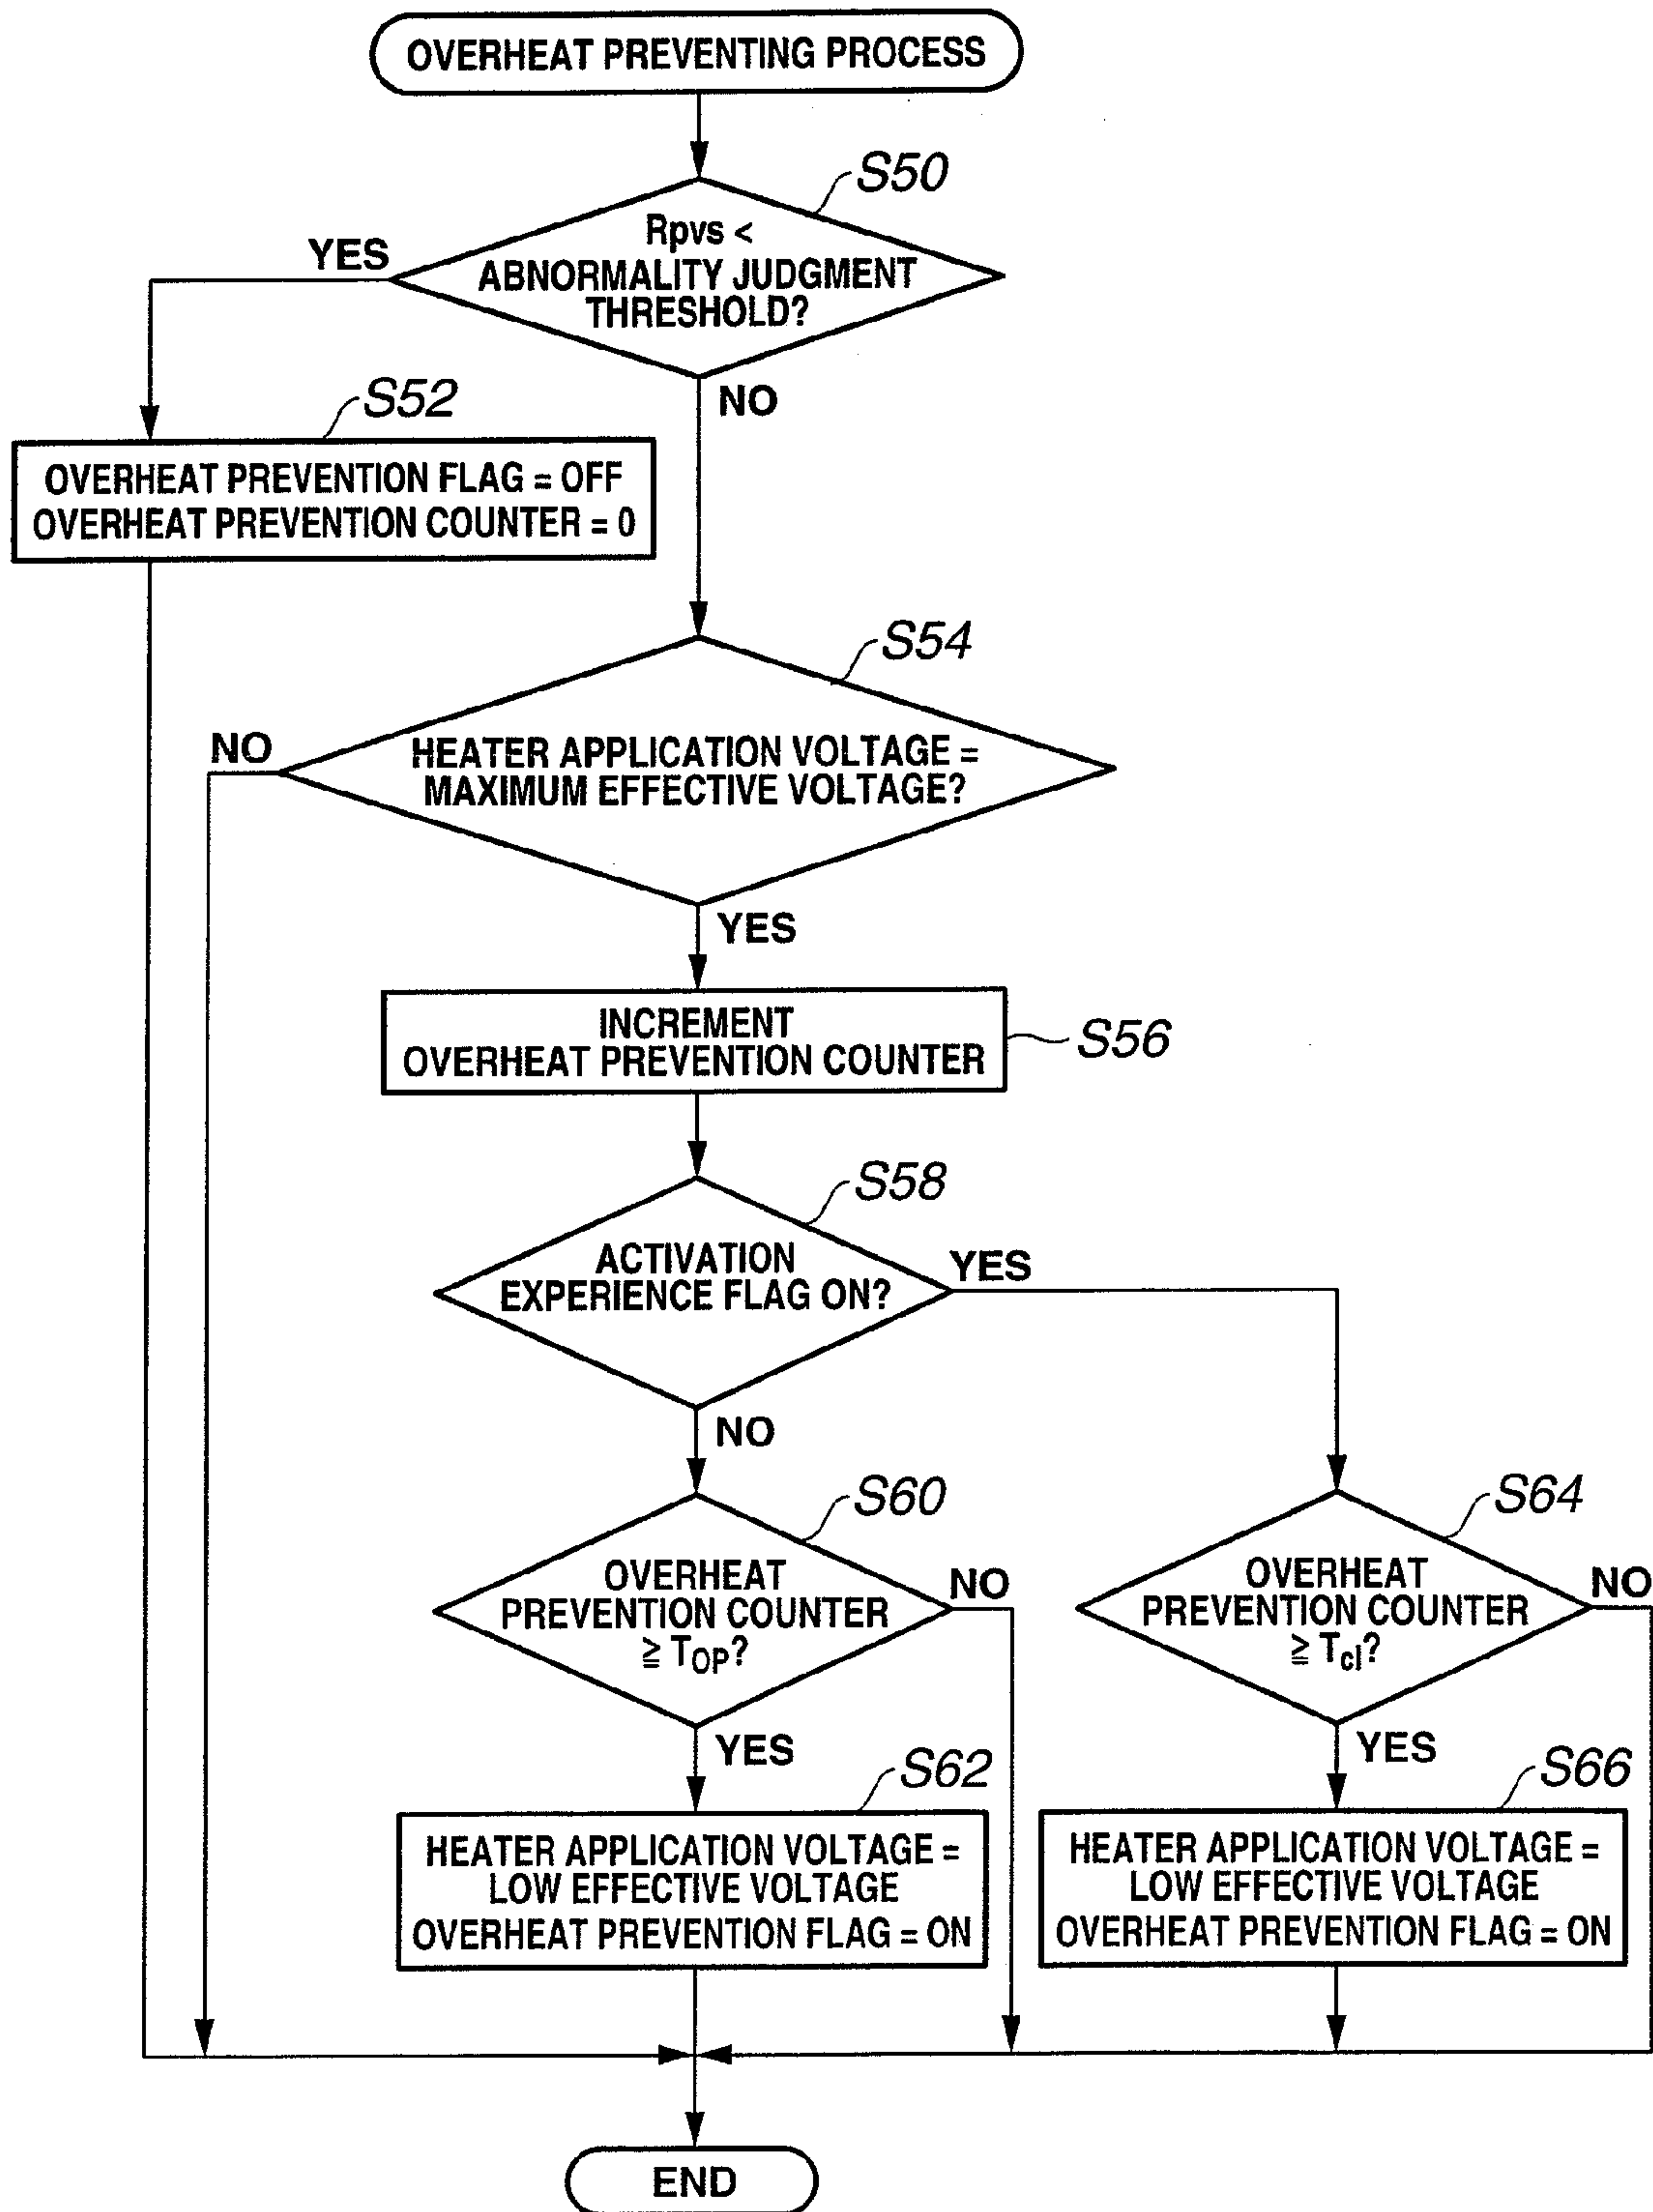 OVERHEAT PREVENTING PROCESS
S50
Rpvs <
ABNORMALITY JUDGMENT
THRESHOLD?
YES
NO
S52
OVERHEAT PREVENTION FLAG = OFF
OVERHEAT PREVENTION COUNTER = 0
S54
HEATER APPLICATION VOLTAGE =
MAXIMUM EFFECTIVE VOLTAGE?
NO
YES
INCREMENT
OVERHEAT PREVENTION COUNTER
S56
S58
ACTIVATION
EXPERIENCE FLAG ON?
YES
NO
S60
OVERHEAT
PREVENTION COUNTER
≧ TOP?
NO
YES
S64
OVERHEAT
PREVENTION COUNTER
≧ Tcl?
NO
YES
S62
HEATER APPLICATION VOLTAGE =
LOW EFFECTIVE VOLTAGE
OVERHEAT PREVENTION FLAG = ON
S66
HEATER APPLICATION VOLTAGE =
LOW EFFECTIVE VOLTAGE
OVERHEAT PREVENTION FLAG = ON
END